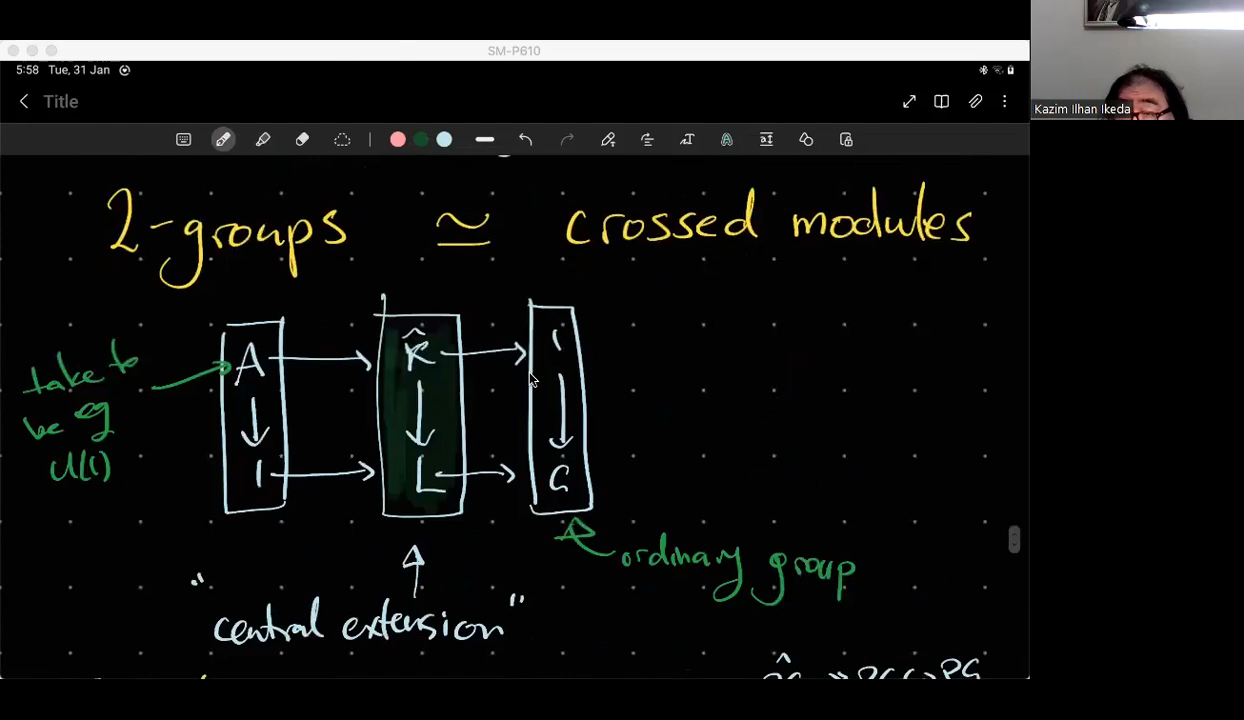 SM-P610
5:58 Tue, 31 Jan
Title
Kazim Ilhan Ikeda
2-groups ≃ crossed modules
A → K̂ → 1
↓ ↓ ↓
1 → L → G
take to
be eg
U(1)
ordinary group
"central extension"